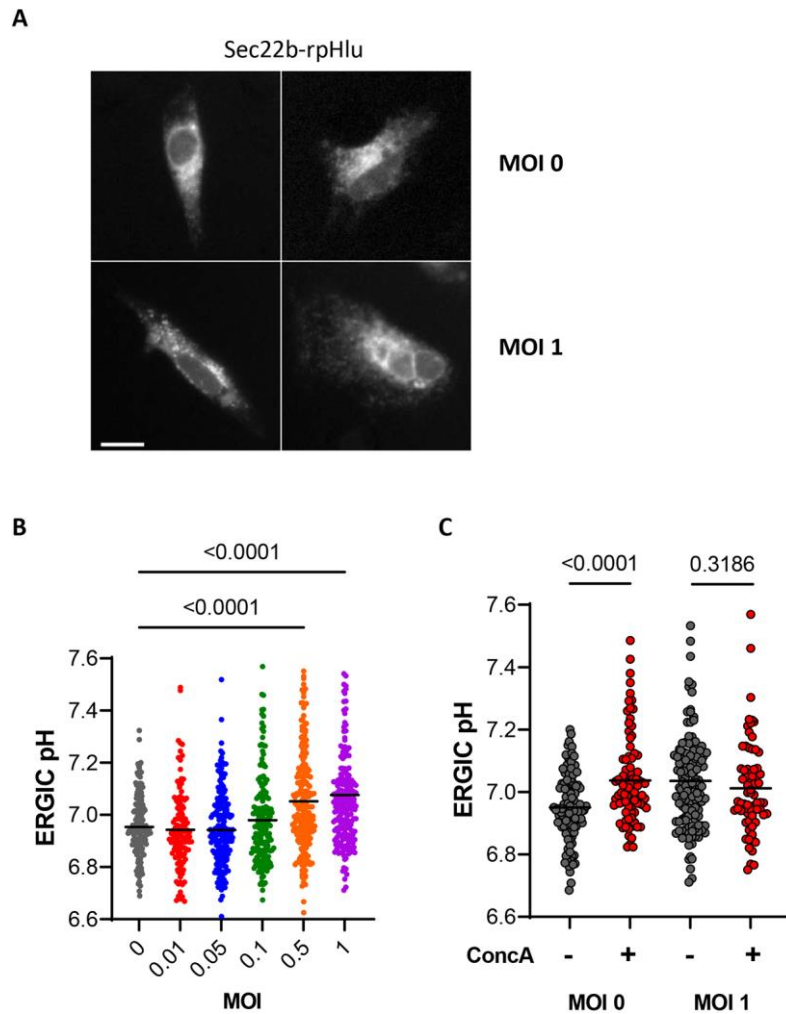 A
Sec22b-rpHlu
MOI 0
MOI 1
B
<0.0001
<0.0001
7.6
7.4
7.2
7.0
6.8
6.6
ERGIC pH
0
0.01
0.05
0.1
0.5
1
MOI
C
<0.0001
0.3186
7.6
7.4
7.2
7.0
6.8
6.6
ERGIC pH
ConcA - + - +
MOI 0 MOI 1